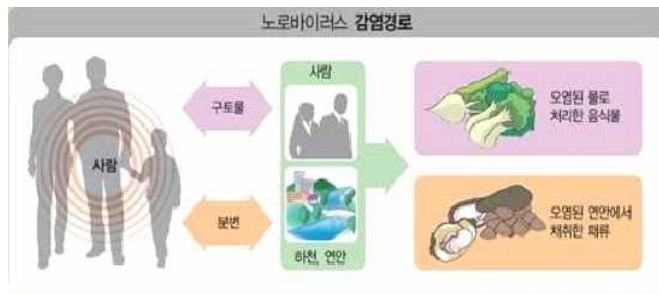 노로바이러스 감염경로
사람
구토물
분변
사람
하천, 연안
오염된 물로
처리한 음식물
오염된 연안에서
채취한 패류